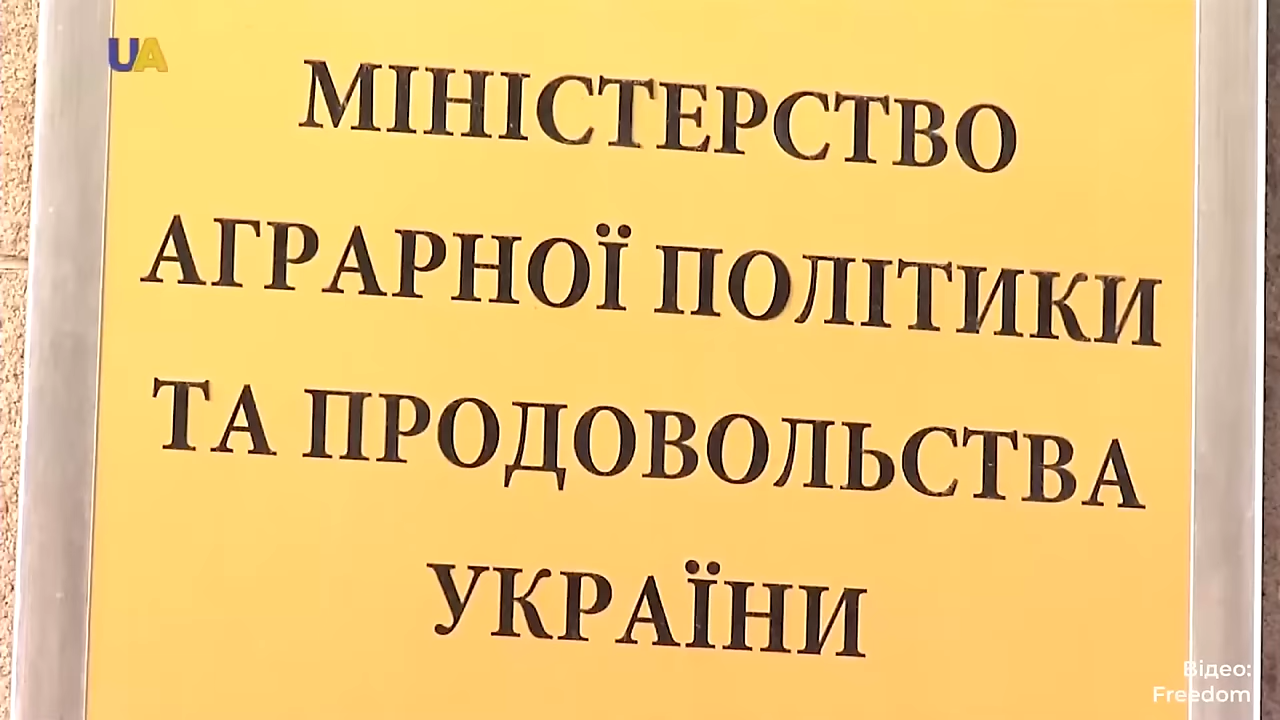 UA
МІНІСТЕРСТВО
АГРАРНОЇ ПОЛІТИКИ
ТА ПРОДОВОЛЬСТВА
УКРАЇНИ
Відео:
Freedom